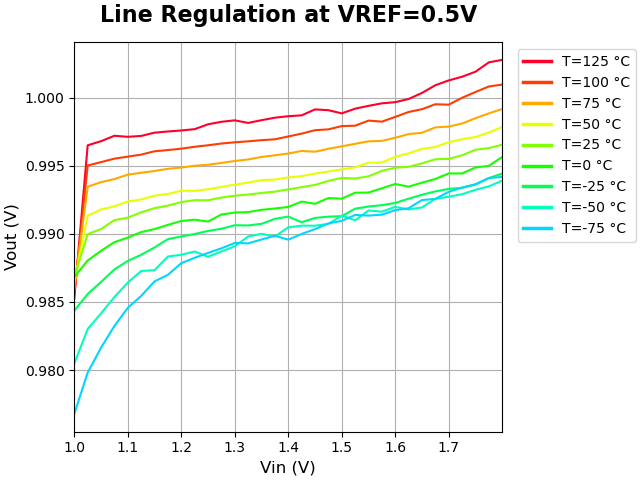 Line Regulation at VREF=0.5V
Vout (V)
1.000
0.995
0.990
0.985
0.980
1.0 1.1 1.2 1.3 1.4 1.5 1.6 1.7
Vin (V)
T=125 °C
T=100 °C
T=75 °C
T=50 °C
T=25 °C
T=0 °C
T=-25 °C
T=-50 °C
T=-75 °C